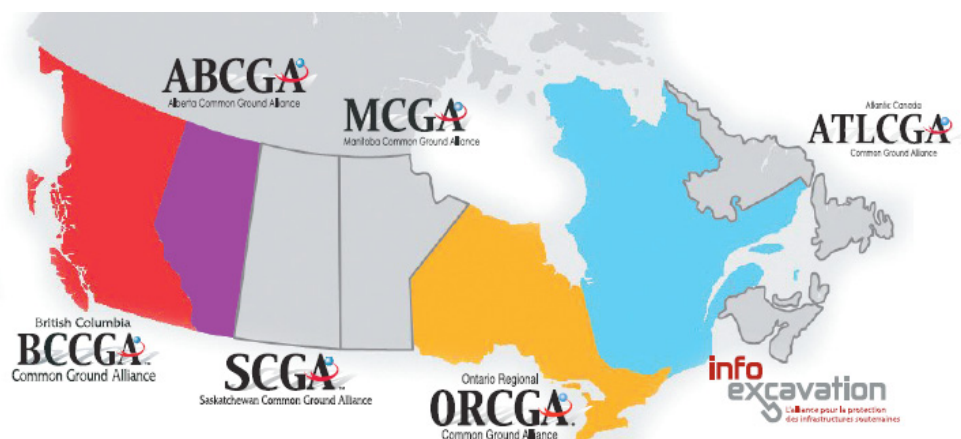 ABCGA
Alberta Common Ground Alliance
MCGA
Manitoba Common Ground Alliance
Atlantic Canada
ATLCGA
Common Ground Alliance
British Columbia
BCCGA
Common Ground Alliance
SCGA
Saskatchewan Common Ground Alliance
Ontario Regional
ORCGA
Common Ground Alliance
info
excavation
L'alliance pour la protection
des infrastructures souterraines